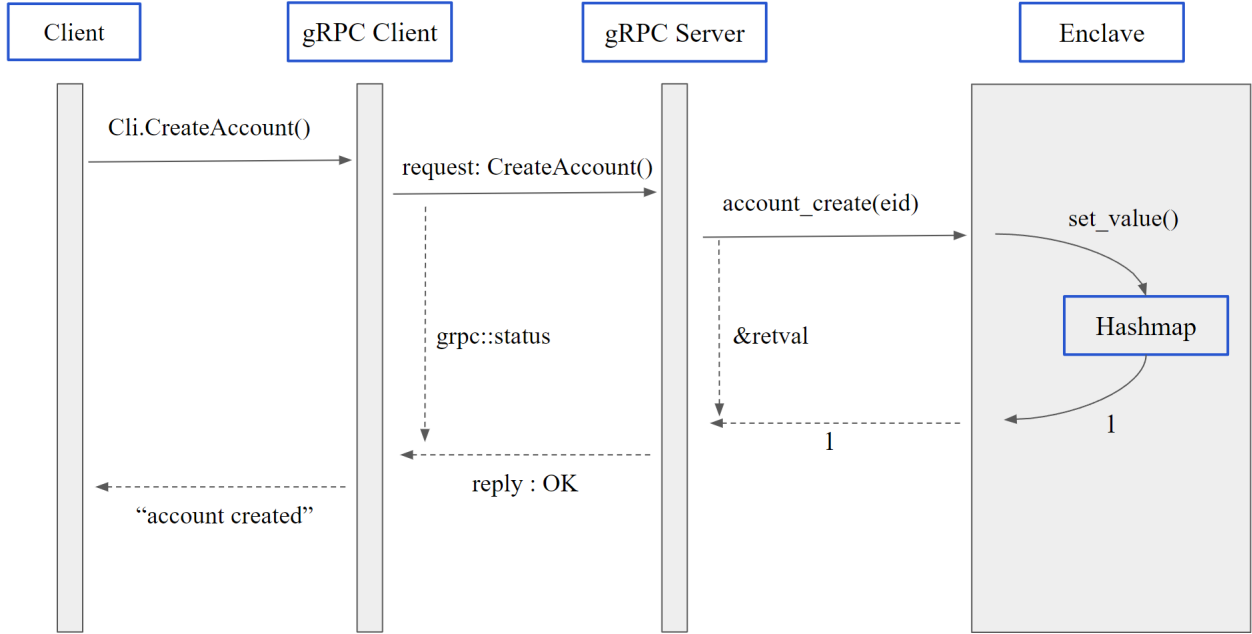 Client
gRPC Client
gRPC Server
Enclave
Cli.CreateAccount()
request: CreateAccount()
account_create(eid)
set_value()
Hashmap
grpc::status
&retval
1
1
reply : OK
“account created”